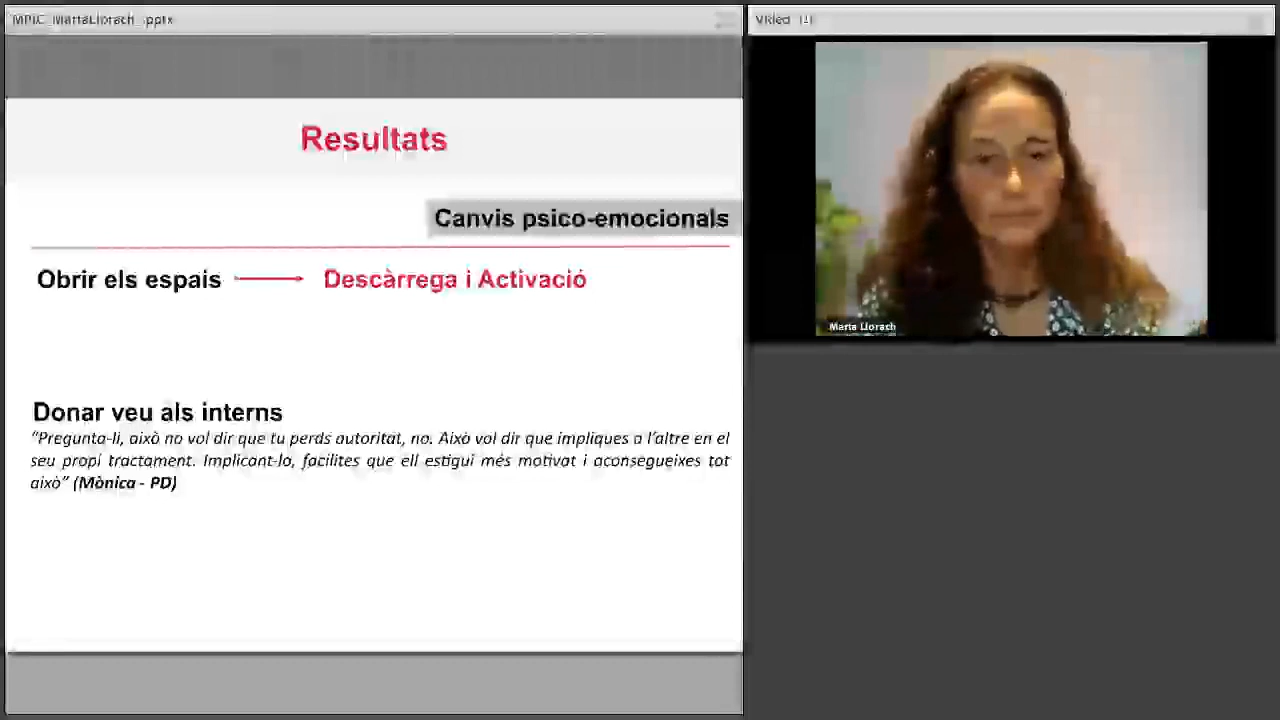 MPIC_MartaLlorach_.pptx
Resultats
Canvis psico-emocionals
Obrir els espais
Descàrrega i Activació
Donar veu als interns
“Pregunta-li, això no vol dir que tu perds autoritat, no. Això vol dir que impliques a l’altre en el
seu propi tractament. Implicant-lo, facilites que ell estigui més motivat i aconsegueixes tot
això” (Mònica - PD)
Marta Llorach